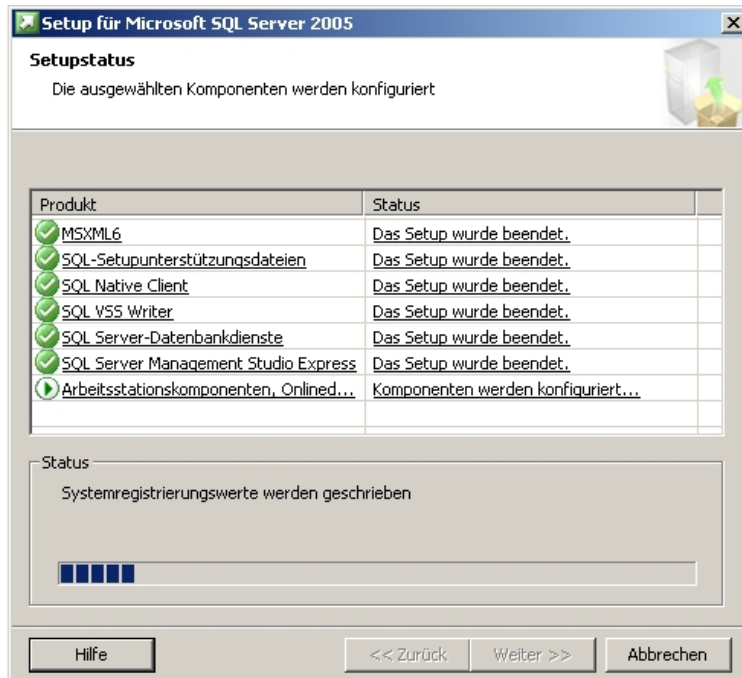 Setup für Microsoft SQL Server 2005
Setupstatus
Die ausgewählten Komponenten werden konfiguriert
Produkt Status
MSXML6 Das Setup wurde beendet.
SQL-Setupunterstützungsdateien Das Setup wurde beendet.
SQL Native Client Das Setup wurde beendet.
SQL VSS Writer Das Setup wurde beendet.
SQL Server-Datenbankdienste Das Setup wurde beendet.
SQL Server Management Studio Express Das Setup wurde beendet.
Arbeitsstationskomponenten, Onlined... Komponenten werden konfiguriert...
Status
Systemregistrierungswerte werden geschrieben
Hilfe << Zurück Weiter >> Abbrechen